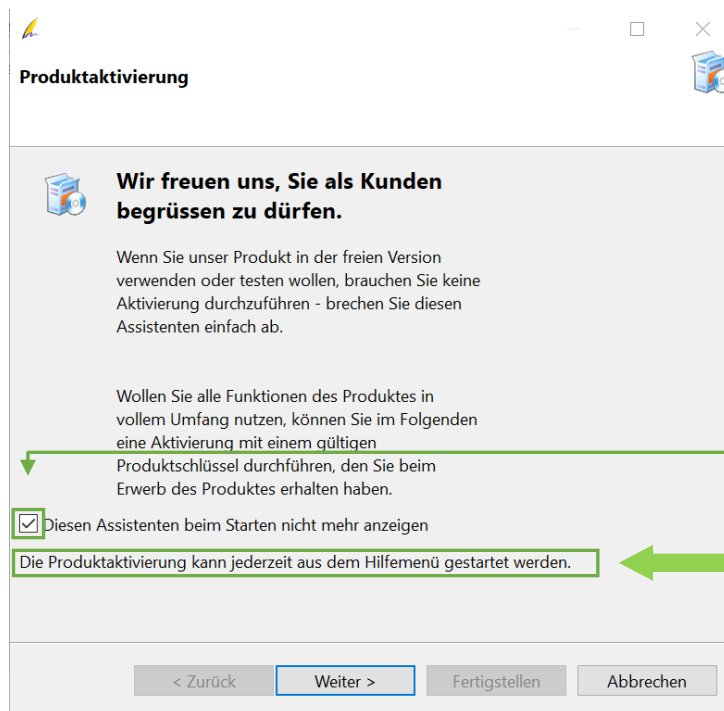 Produktaktivierung
Wir freuen uns, Sie als Kunden
begrüssen zu dürfen.
Wenn Sie unser Produkt in der freien Version
verwenden oder testen wollen, brauchen Sie keine
Aktivierung durchzuführen - brechen Sie diesen
Assistenten einfach ab.
Wollen Sie alle Funktionen des Produktes in
vollem Umfang nutzen, können Sie im Folgenden
eine Aktivierung mit einem gültigen
Produktschlüssel durchführen, den Sie beim
Erwerb des Produktes erhalten haben.
Diesen Assistenten beim Starten nicht mehr anzeigen
Die Produktaktivierung kann jederzeit aus dem Hilfemenü gestartet werden.
< Zurück Weiter > Fertigstellen Abbrechen